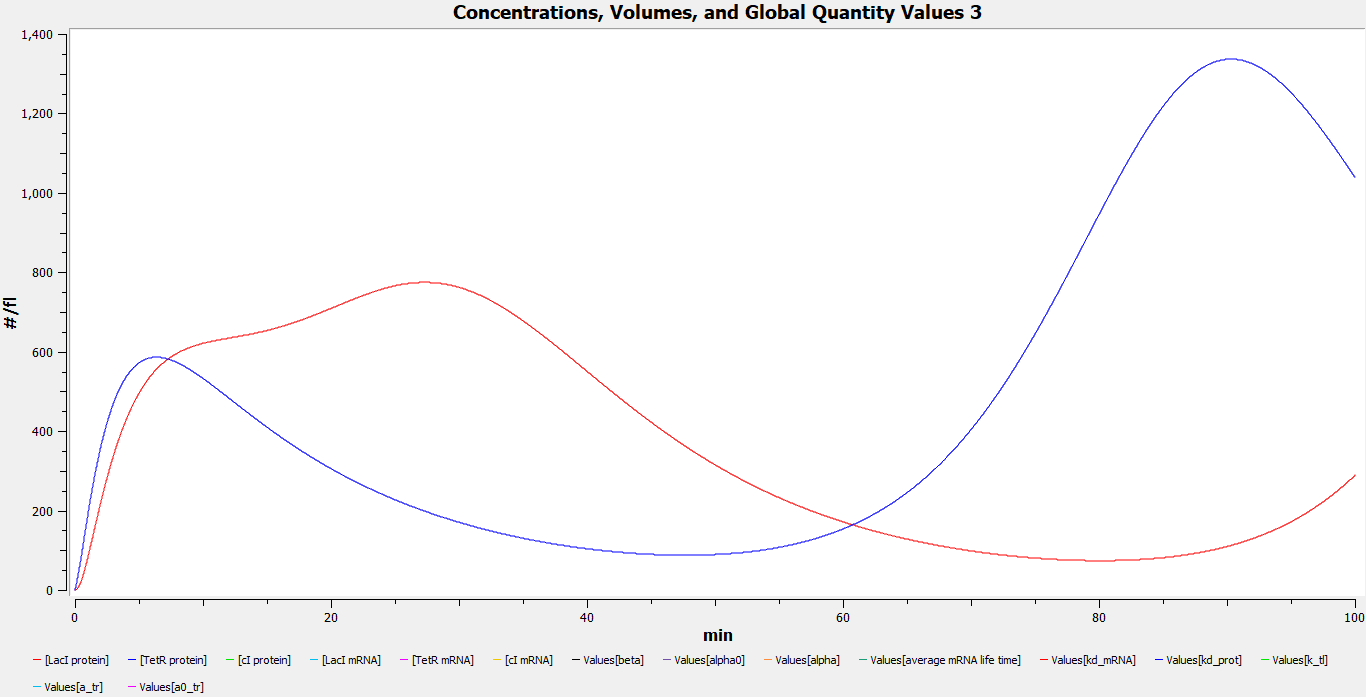 Concentrations, Volumes, and Global Quantity Values 3
1,400
1,200
1,000
800
600
400
200
0
#/fl
0 20 40 60 80 100
min
[LacI protein] [TetR protein] [cI protein] [LacI mRNA] [TetR mRNA] [cI mRNA] Values[beta] Values[alpha0] Values[alpha] Values[average mRNA life time] Values[kd_mRNA] Values[kd_prot] Values[k_tl]
Values[a_tr] Values[a0_tr]